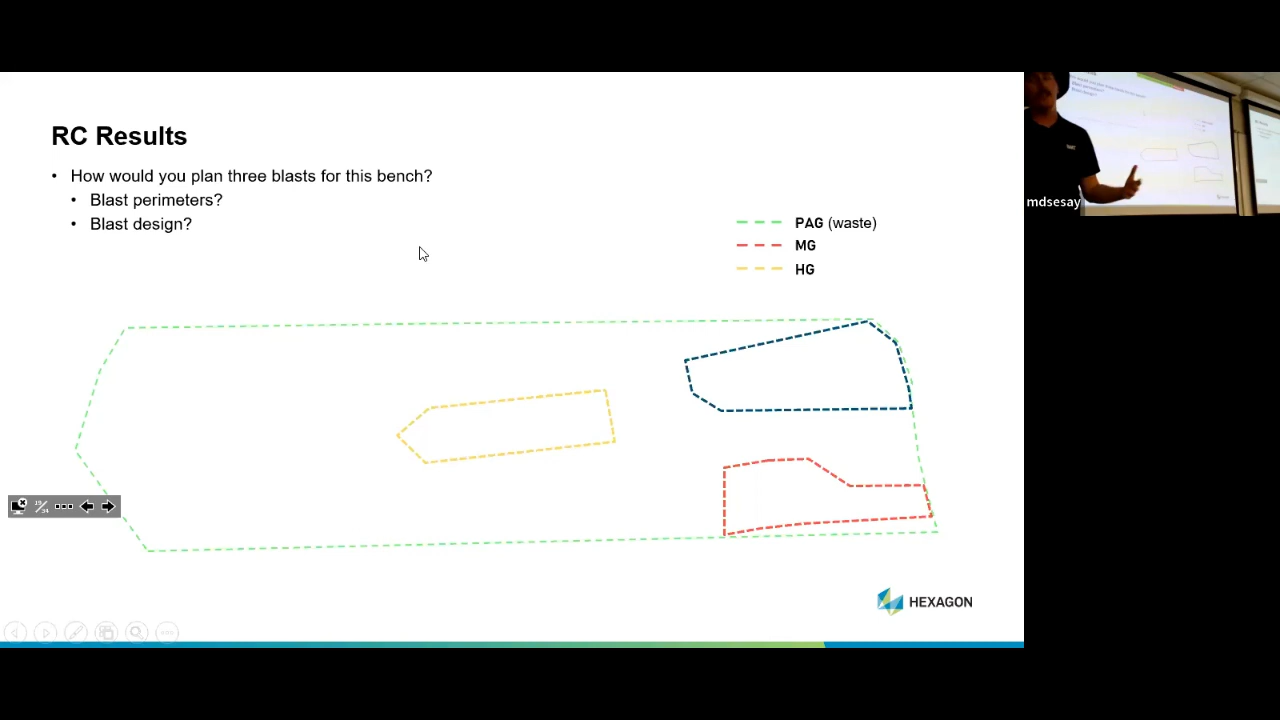 RC Results
• How would you plan three blasts for this bench?
• Blast perimeters?
• Blast design?
PAG (waste)
MG
HG
mdsesay
HEXAGON